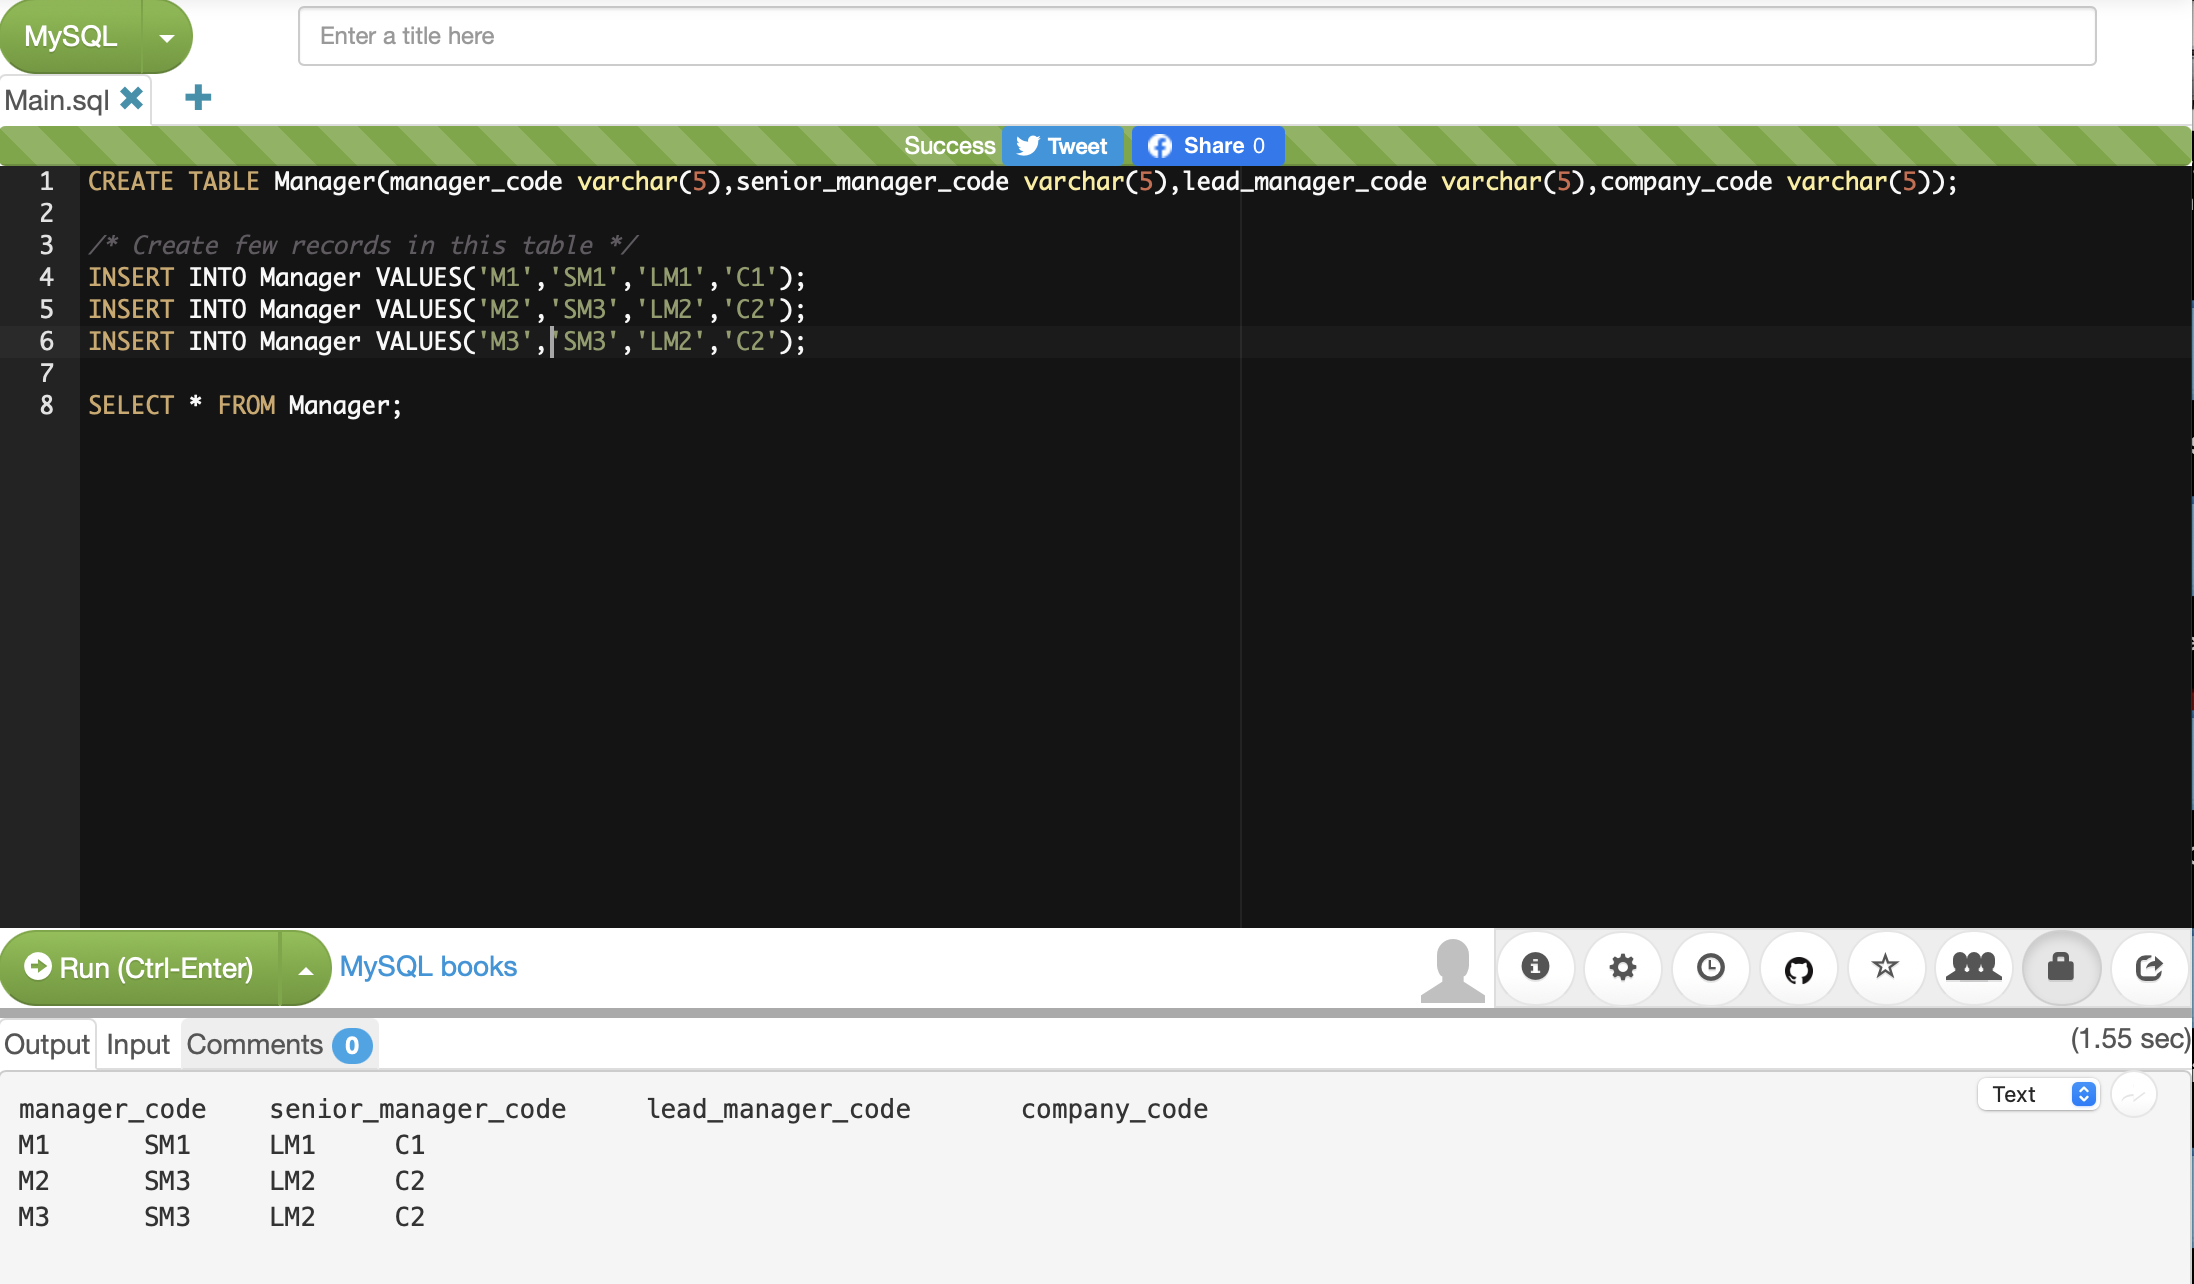 MySQL
Enter a title here
Main.sql
Success Tweet Share 0
1 CREATE TABLE Manager(manager_code varchar(5),senior_manager_code varchar(5),lead_manager_code varchar(5),company_code varchar(5));
2
3 /* Create few records in this table */
4 INSERT INTO Manager VALUES('M1','SM1','LM1','C1');
5 INSERT INTO Manager VALUES('M2','SM3','LM2','C2');
6 INSERT INTO Manager VALUES('M3','SM3','LM2','C2');
7
8 SELECT * FROM Manager;
Run (Ctrl-Enter) MySQL books
Output Input Comments 0 (1.55 sec)
Text
manager_code senior_manager_code lead_manager_code company_code
M1 SM1 LM1 C1
M2 SM3 LM2 C2
M3 SM3 LM2 C2